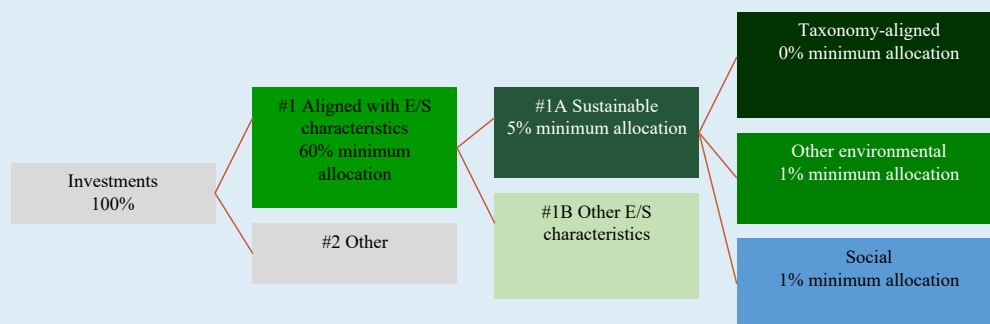 Investments
100%
#1 Aligned with E/S
characteristics
60% minimum
allocation
#2 Other
#1A Sustainable
5% minimum allocation
#1B Other E/S
characteristics
Taxonomy-aligned
0% minimum allocation
Other environmental
1% minimum allocation
Social
1% minimum allocation